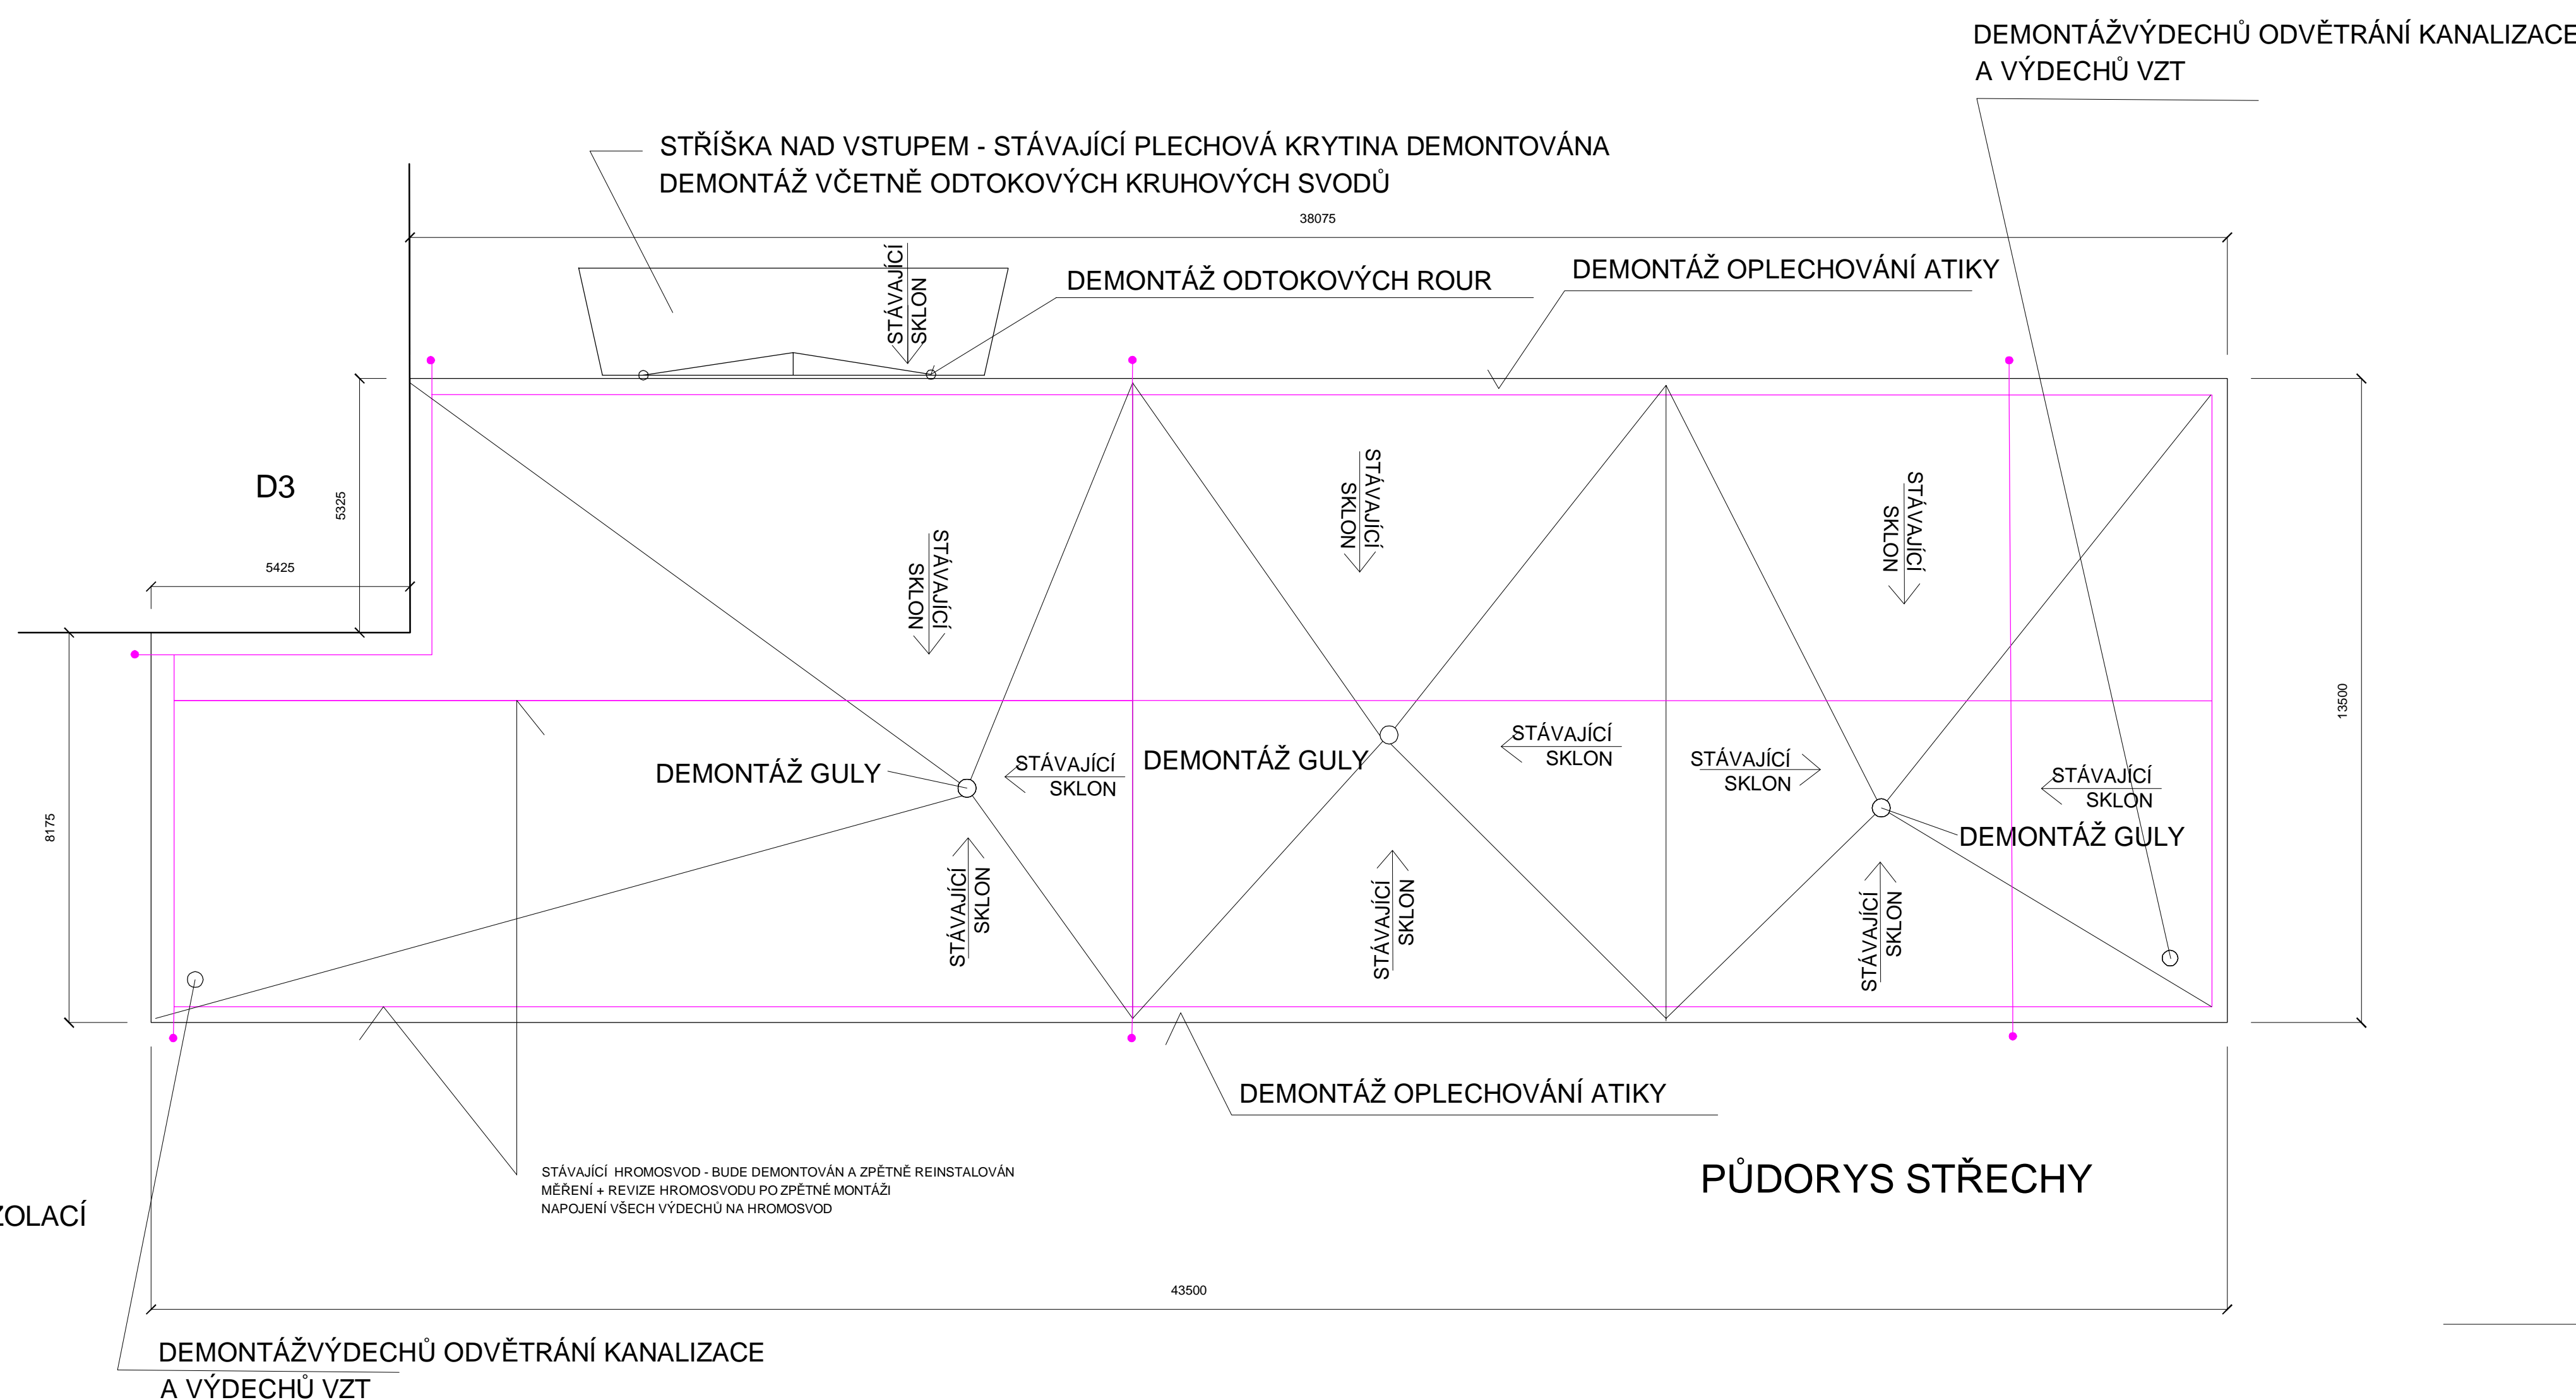 DEMONTÁŽVÝDECHŮ ODVĚTRÁNÍ KANALIZACE
A VÝDECHŮ VZT
STŘÍŠKA NAD VSTUPEM - STÁVAJÍCÍ PLECHOVÁ KRYTINA DEMONTOVÁNA
DEMONTÁŽ VČETNĚ ODTOKOVÝCH KRUHOVÝCH SVODŮ
38075
STÁVAJÍCÍ
SKLON
DEMONTÁŽ ODTOKOVÝCH ROUR
DEMONTÁŽ OPLECHOVÁNÍ ATIKY
D3
5325
5425
STÁVAJÍCÍ
SKLON
STÁVAJÍCÍ
SKLON
STÁVAJÍCÍ
SKLON
13500
8175
DEMONTÁŽ GULY
STÁVAJÍCÍ
SKLON
DEMONTÁŽ GULY
STÁVAJÍCÍ
SKLON
STÁVAJÍCÍ
SKLON
STÁVAJÍCÍ
SKLON
DEMONTÁŽ GULY
STÁVAJÍCÍ
SKLON
STÁVAJÍCÍ
SKLON
STÁVAJÍCÍ
SKLON
DEMONTÁŽ OPLECHOVÁNÍ ATIKY
STÁVAJÍCÍ HROMOSVOD - BUDE DEMONTOVÁN A ZPĚTNĚ REINSTALOVÁN
MĚŘENÍ + REVIZE HROMOSVODU PO ZPĚTNÉ MONTÁŽI
NAPOJENÍ VŠECH VÝDECHŮ NA HROMOSVOD
PŮDORYS STŘECHY
ZOLACÍ
43500
DEMONTÁŽVÝDECHŮ ODVĚTRÁNÍ KANALIZACE
A VÝDECHŮ VZT